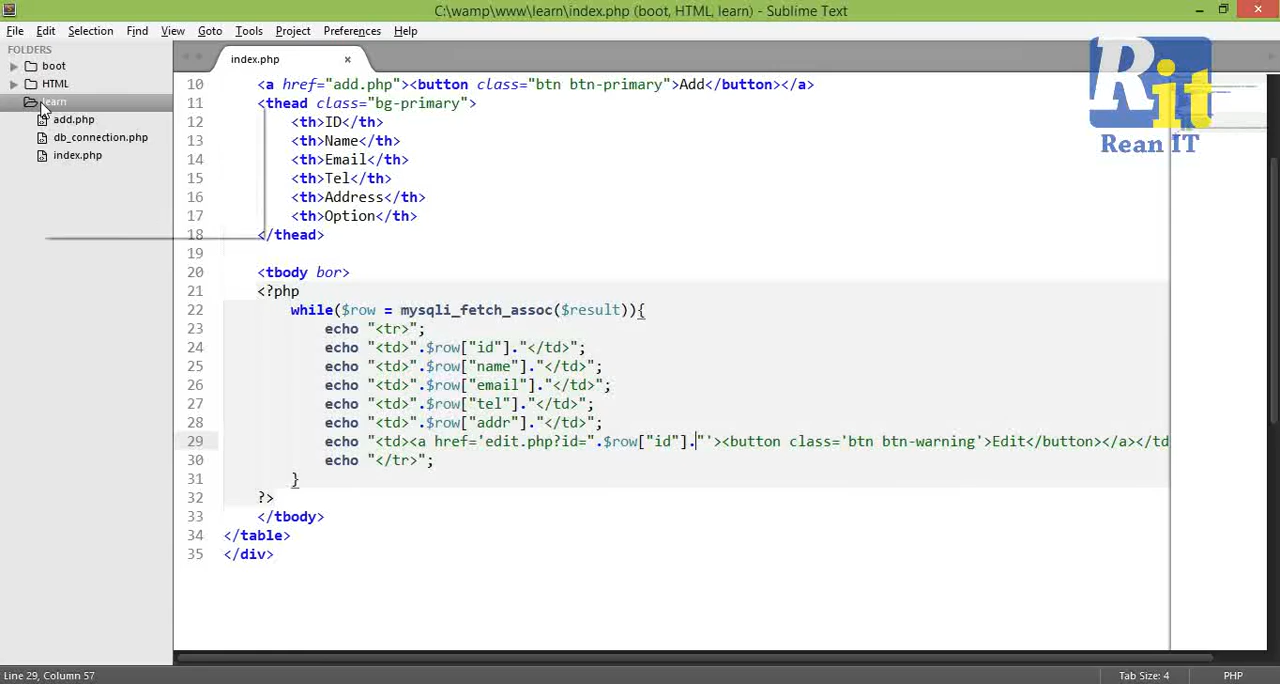 C:\wamp\www\learn\index.php (boot, HTML, learn) - Sublime Text
File Edit Selection Find View Goto Tools Project Preferences Help
FOLDERS
boot
HTML
learn
add.php
db_connection.php
index.php
index.php
10 <a href="add.php"><button class="btn btn-primary">Add</button></a>
11 <thead class="bg-primary">
12 <th>ID</th>
13 <th>Name</th>
14 <th>Email</th>
15 <th>Tel</th>
16 <th>Address</th>
17 <th>Option</th>
18 </thead>
19
20 <tbody bor>
21 <?php
22 while($row = mysqli_fetch_assoc($result)){
23 echo "<tr>";
24 echo "<td>".$row["id"]."</td>";
25 echo "<td>".$row["name"]."</td>";
26 echo "<td>".$row["email"]."</td>";
27 echo "<td>".$row["tel"]."</td>";
28 echo "<td>".$row["addr"]."</td>";
29 echo "<td><a href='edit.php?id=".$row["id"]."'><button class='btn btn-warning'>Edit</button></a></td
30 echo "</tr>";
31 }
32 ?>
33 </tbody>
34 </table>
35 </div>
Rit
Rean IT
Line 29, Column 57
Tab Size: 4
PHP